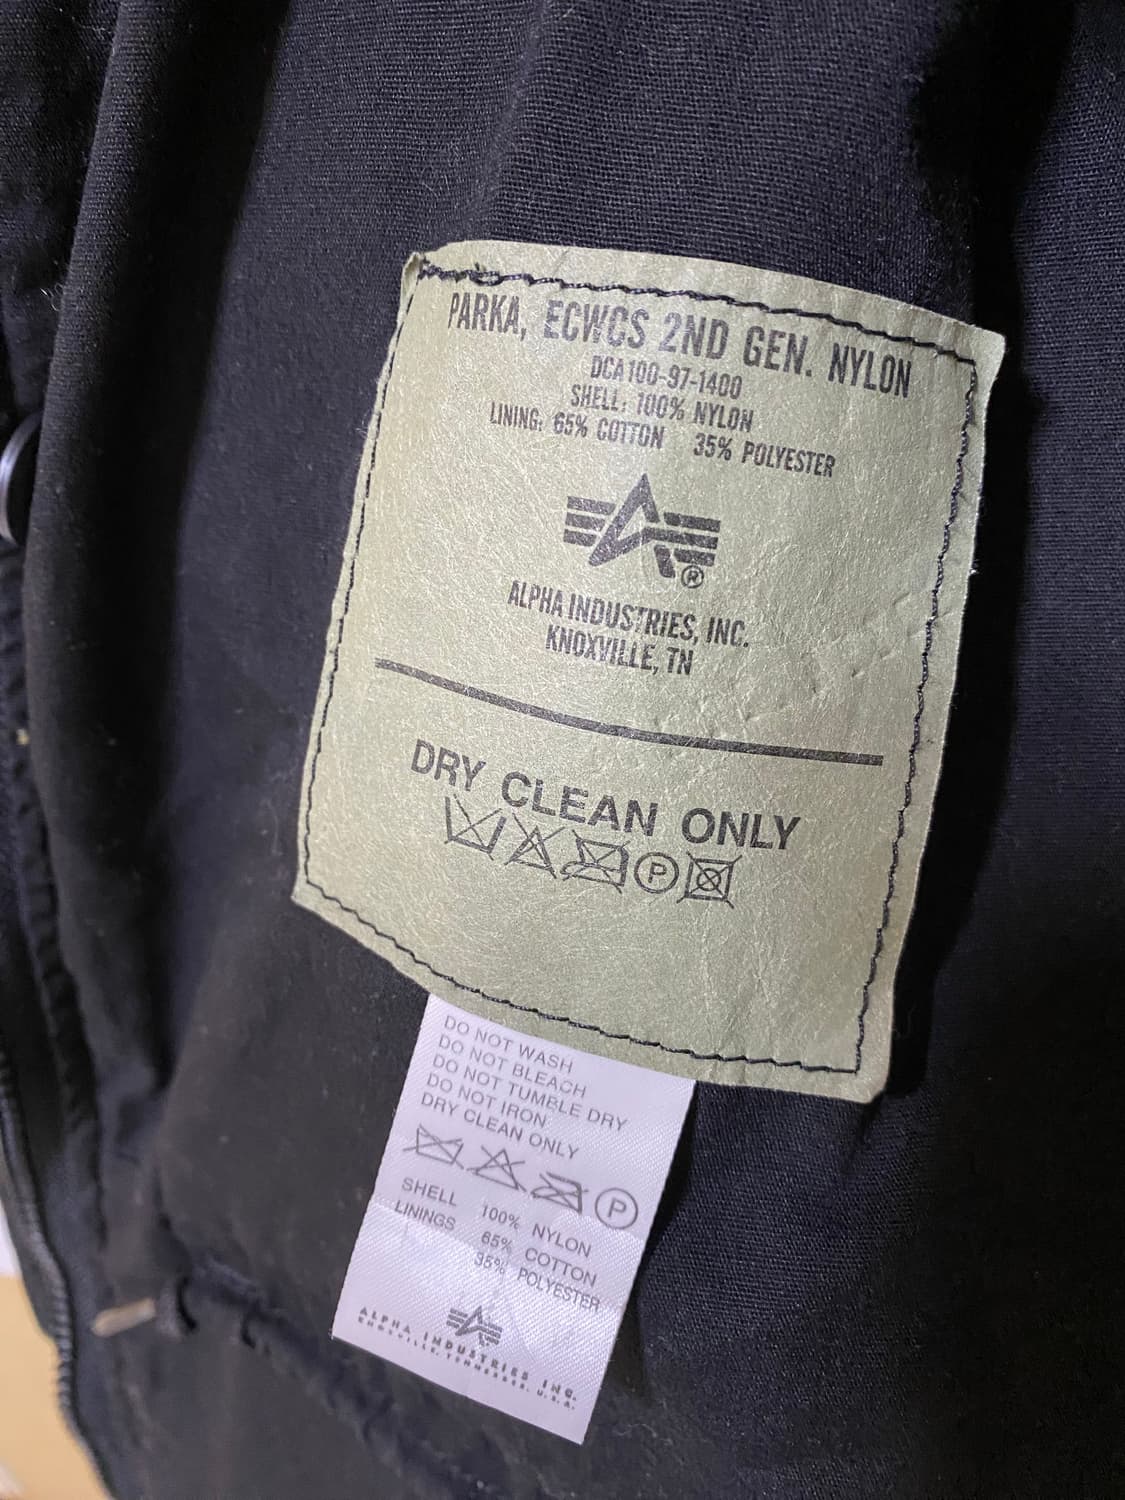 PARKA, ECWCS 2ND GEN. NYLON
DCA100-97-1400
SHELL: 100% NYLON
LINING: 65% COTTON 35% POLYESTER
®
ALPHA INDUSTRIES, INC.
KNOXVILLE, TN
DRY CLEAN ONLY
P
DO NOT WASH
DO NOT BLEACH
DO NOT TUMBLE DRY
DO NOT IRON
DRY CLEAN ONLY
P
SHELL 100% NYLON
LININGS 65% COTTON
35% POLYESTER
ALPHA INDUSTRIES INC.
KNOXVILLE, TENNESSEE, U.S.A.